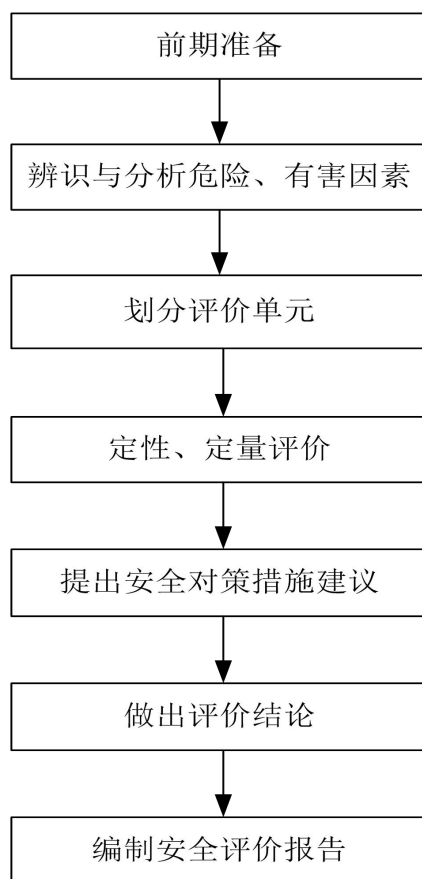 前期准备
辨识与分析危险、有害因素
划分评价单元
定性、定量评价
提出安全对策措施建议
做出评价结论
编制安全评价报告